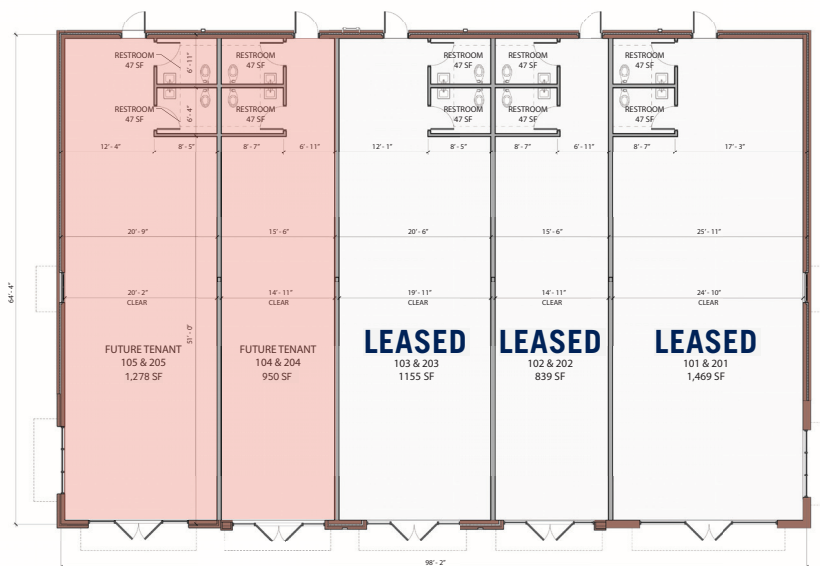 RESTROOM
47 SF
RESTROOM
47 SF
RESTROOM
47 SF
RESTROOM
47 SF
RESTROOM
47 SF
6'- 11"
RESTROOM
47 SF
RESTROOM
47 SF
RESTROOM
47 SF
RESTROOM
47 SF
RESTROOM
47 SF
6'- 4"
12'- 4"
8'- 5"
8'- 7"
6'- 11"
12'- 1"
8'- 5"
8'- 7"
6'- 11"
8'- 7"
17'- 3"
20'- 9"
15'- 6"
20'- 6"
15'- 6"
25'- 11"
64'- 4"
20'- 2"
CLEAR
14'- 11"
CLEAR
19'- 11"
CLEAR
14'- 11"
CLEAR
24'- 10"
CLEAR
51'- 0"
FUTURE TENANT
105 & 205
1,278 SF
FUTURE TENANT
104 & 204
950 SF
LEASED
103 & 203
1155 SF
LEASED
102 & 202
839 SF
LEASED
101 & 201
1,469 SF
98'- 2"